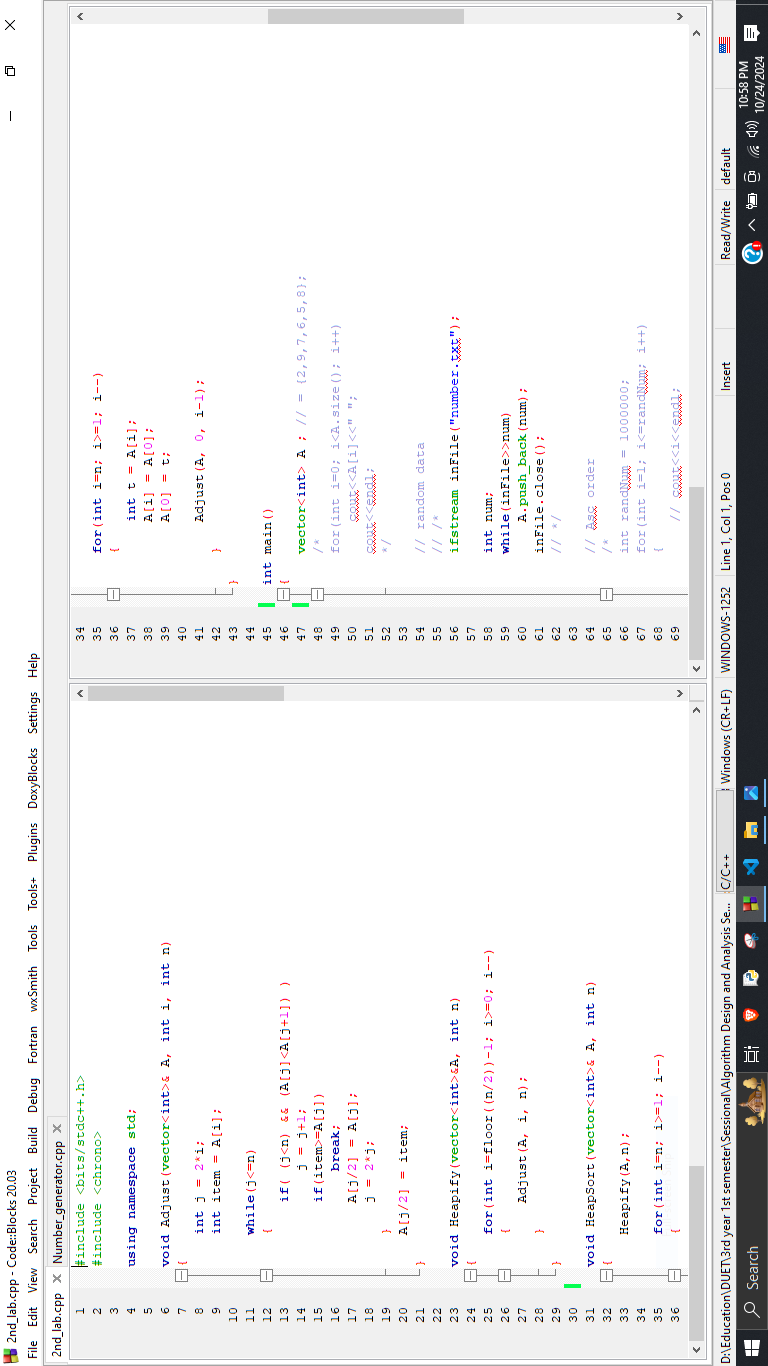 2nd_lab.cpp - Code::Blocks 20.03
File Edit View Search Project Build Debug Fortran wxSmith Tools Tools+ Plugins DoxyBlocks Settings Help
2nd_lab.cpp Number_generator.cpp
1 #include <bits/stdc++.h>
2 #include <chrono>
3
4 using namespace std;
5
6 void Adjust(vector<int>& A, int i, int n)
7 {
8 int j = 2*i;
9 int item = A[i];
10
11 while(j<=n)
12 {
13 if( (j<n) && (A[j]<A[j+1]) )
14 j = j+1;
15 if(item>=A[j])
16 break;
17 A[j/2] = A[j];
18 j = 2*j;
19 }
20 A[j/2] = item;
21 }
22
23 void Heapify(vector<int>&A, int n)
24 {
25 for(int i=floor((n/2))-1; i>=0; i--)
26 {
27 Adjust(A, i, n);
28 }
29 }
30
31 void HeapSort(vector<int>& A, int n)
32 {
33 Heapify(A,n);
34
35 for(int i=n; i>=1; i--)
36 {
34
35 for(int i=n; i>=1; i--)
36 {
37 int t = A[i];
38 A[i] = A[0];
39 A[0] = t;
40
41 Adjust(A, 0, i-1);
42 }
43 }
44
45 int main()
46 {
47 vector<int> A ; // = {2,9,7,6,5,8};
48 /*
49 for(int i=0; i<A.size(); i++)
50 cout<<A[i]<<" ";
51 cout<<endl;
52 */
53
54 // random data
55 // /*
56 ifstream inFile("number.txt");
57
58 int num;
59 while(inFile>>num)
60 A.push_back(num);
61 inFile.close();
62 // */
63
64 // Asc order
65 /*
66 int randNum = 1000000;
67 for(int i=1; i<=randNum; i++)
68 {
69 // cout<<i<<endl;
D:\Education\DUET\3rd year 1st semester\Sessional\Algorithm Design and Analysis Se... C/C++ Windows (CR+LF) WINDOWS-1252 Line 1, Col 1, Pos 0 Insert Read/Write default
Search
10:58 PM
10/24/2024